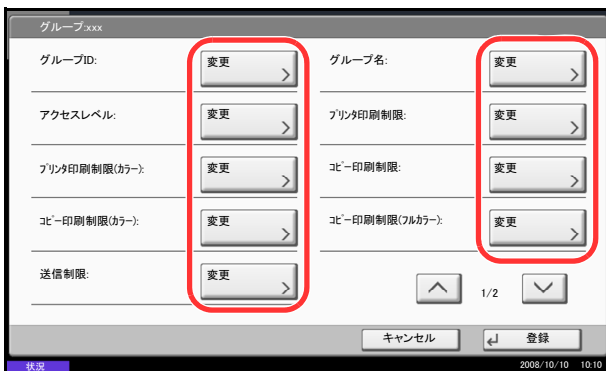 グループ:xxx
グループID:
変更
グループ名:
変更
アクセスレベル:
変更
プリンタ印刷制限:
変更
プリンタ印刷制限(カラー):
変更
コピー印刷制限:
変更
コピー印刷制限(カラー):
変更
コピー印刷制限(フルカラー):
変更
送信制限:
変更
1/2
キャンセル
登録
状況
2008/10/10 10:10